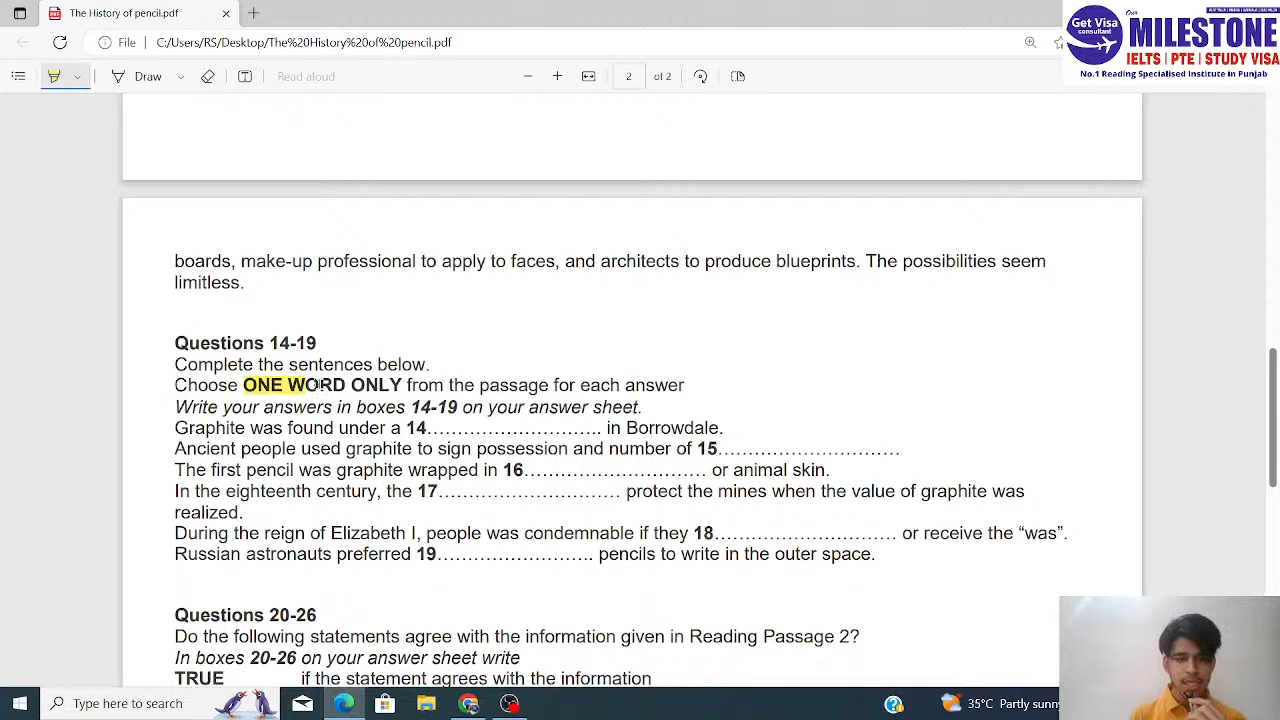 The History of pencil.pdf
Our
NEET/IELTS | NURSE | CANADA | STUDY VISA
Get Visa
consultant
MILESTONE
IELTS | PTE | STUDY VISA
No.1 Reading Specialised Institute in Punjab
File
C:/Users/RS/Desktop/The%20History%20of%20pencil.pdf
Draw
Read aloud
2
of 2
boards, make-up professional to apply to faces, and architects to produce blueprints. The possibilities seem
limitless.
Questions 14-19
Complete the sentences below.
Choose ONE WORD ONLY from the passage for each answer
Write your answers in boxes 14-19 on your answer sheet.
Graphite was found under a 14………………………….. in Borrowdale.
Ancient people used graphite to sign possession and number of 15…………………………
The first pencil was graphite wrapped in 16………………………… or animal skin.
In the eighteenth century, the 17………………………… protect the mines when the value of graphite was
realized.
During the reign of Elizabeth I, people was condemnable if they 18………………………… or receive the “was”.
Russian astronauts preferred 19…………………….. pencils to write in the outer space.
Questions 20-26
Do the following statements agree with the information given in Reading Passage 2?
In boxes 20-26 on your answer sheet write
TRUE if the statement agrees with the information
Type here to search
35°C Partly sunny